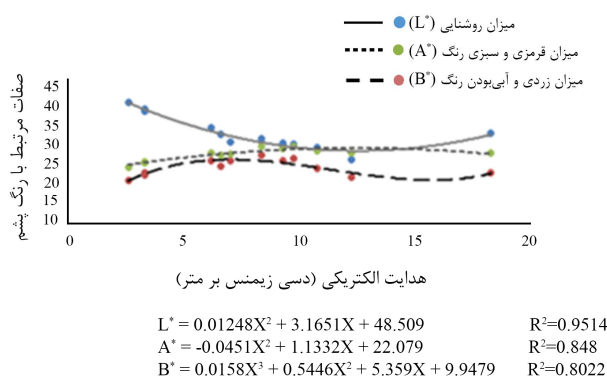 میزان روشنایی (L*)
میزان قرمزی و سبزی رنگ (A*)
میزان زردی و آبی‌بودن رنگ (B*)
صفات مرتبط با رنگ پشم
45
40
35
30
25
20
15
10
0 5 10 15 20
هدایت الکتریکی (دسی زیمنس بر متر)
L* = 0.01248X² + 3.1651X + 48.509 R²=0.9514
A* = -0.0451X² + 1.1332X + 22.079 R²=0.848
B* = 0.0158X³ + 0.5446X² + 5.359X + 9.9479 R²=0.8022